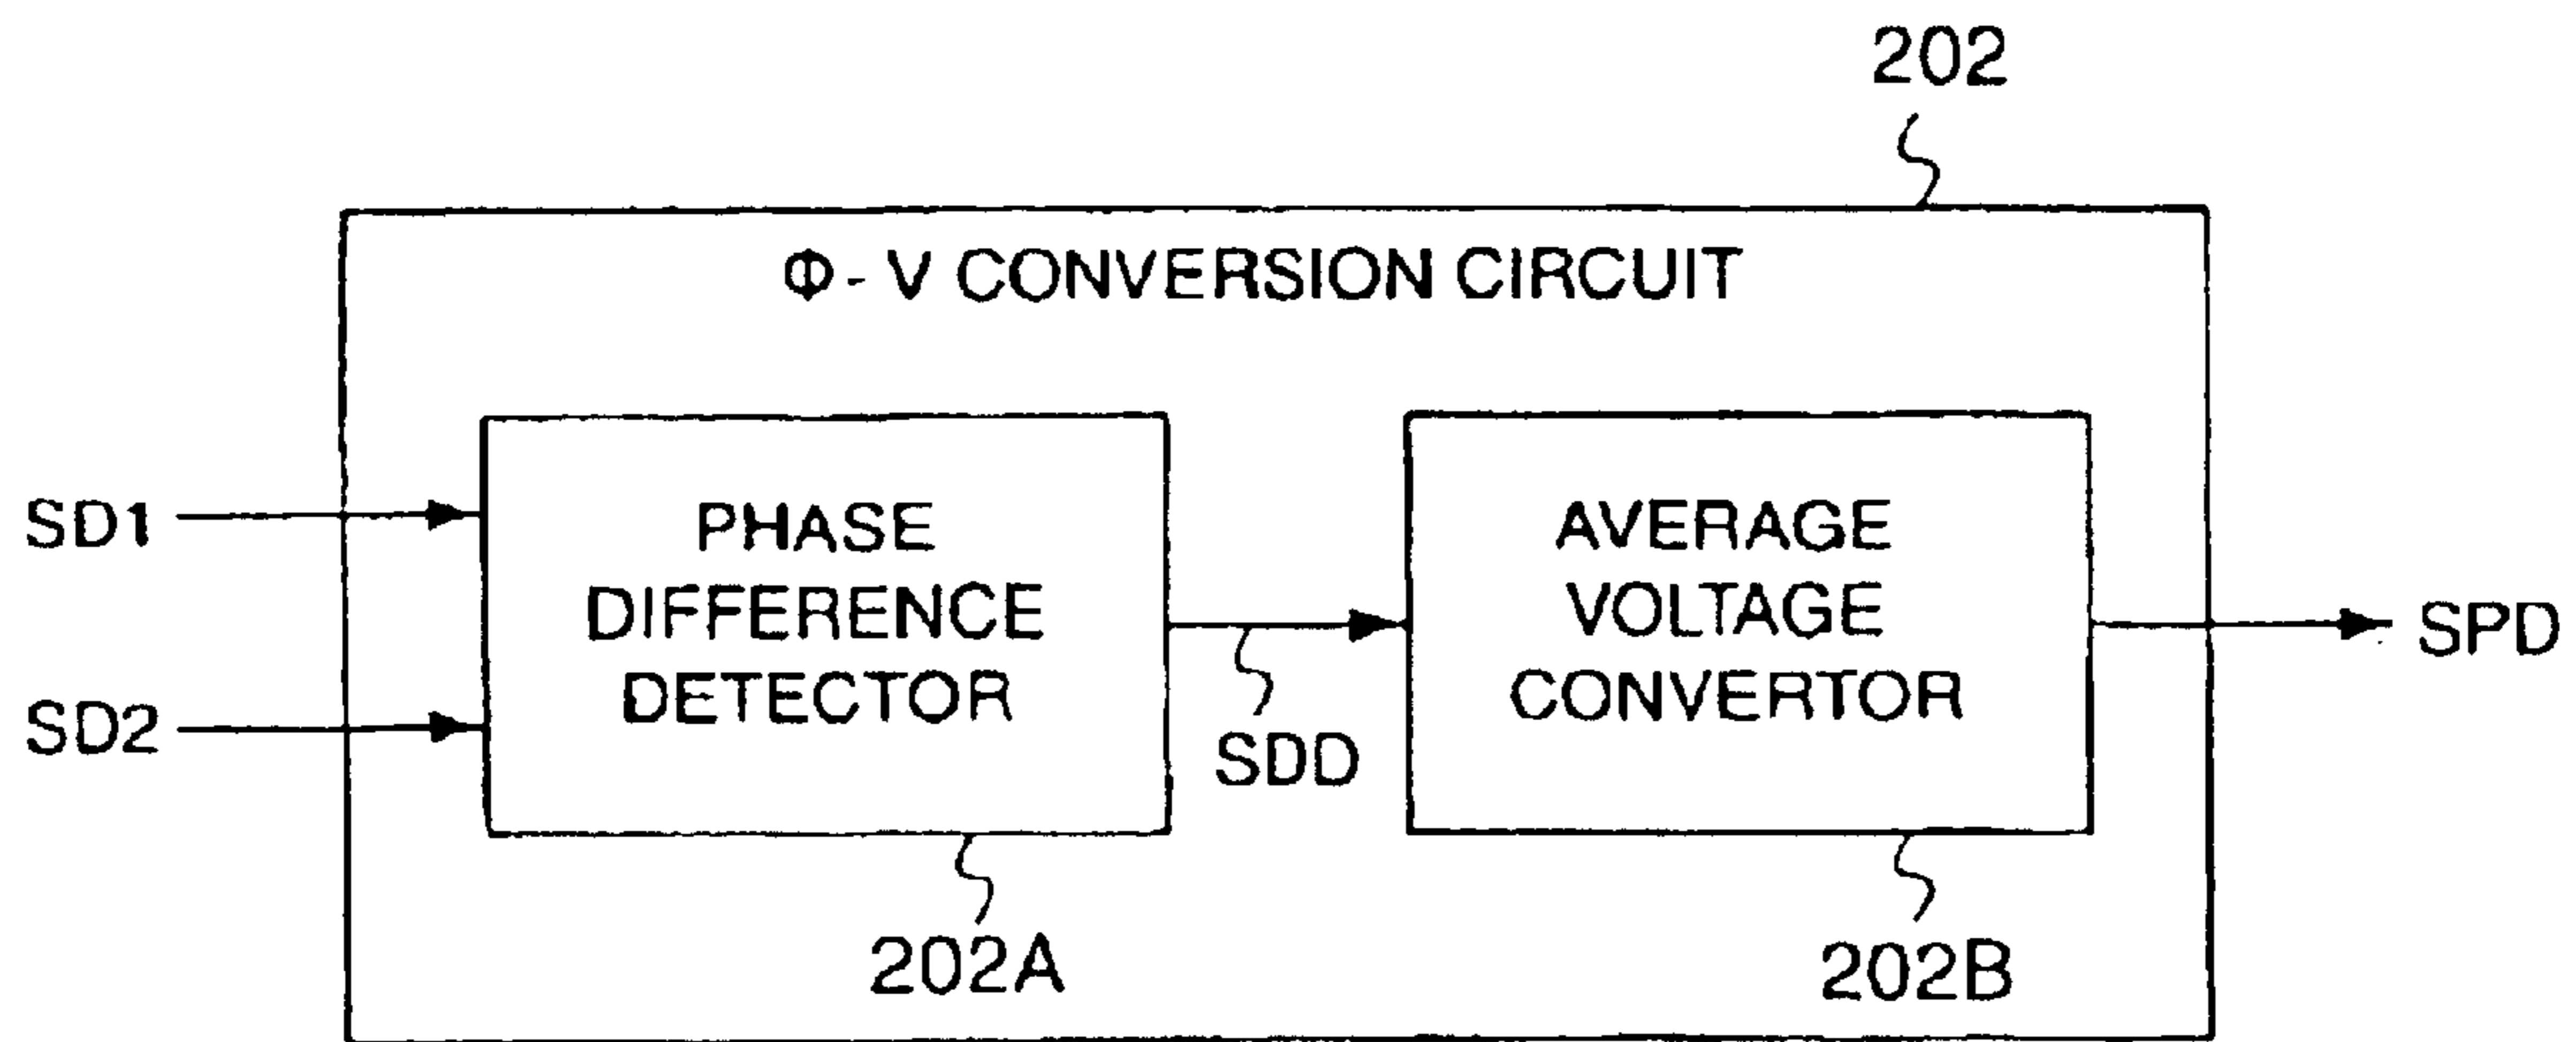 202
Φ - V CONVERSION CIRCUIT
SD1
SD2
PHASE
DIFFERENCE
DETECTOR
SDD
AVERAGE
VOLTAGE
CONVERTOR
SPD
202A
202B